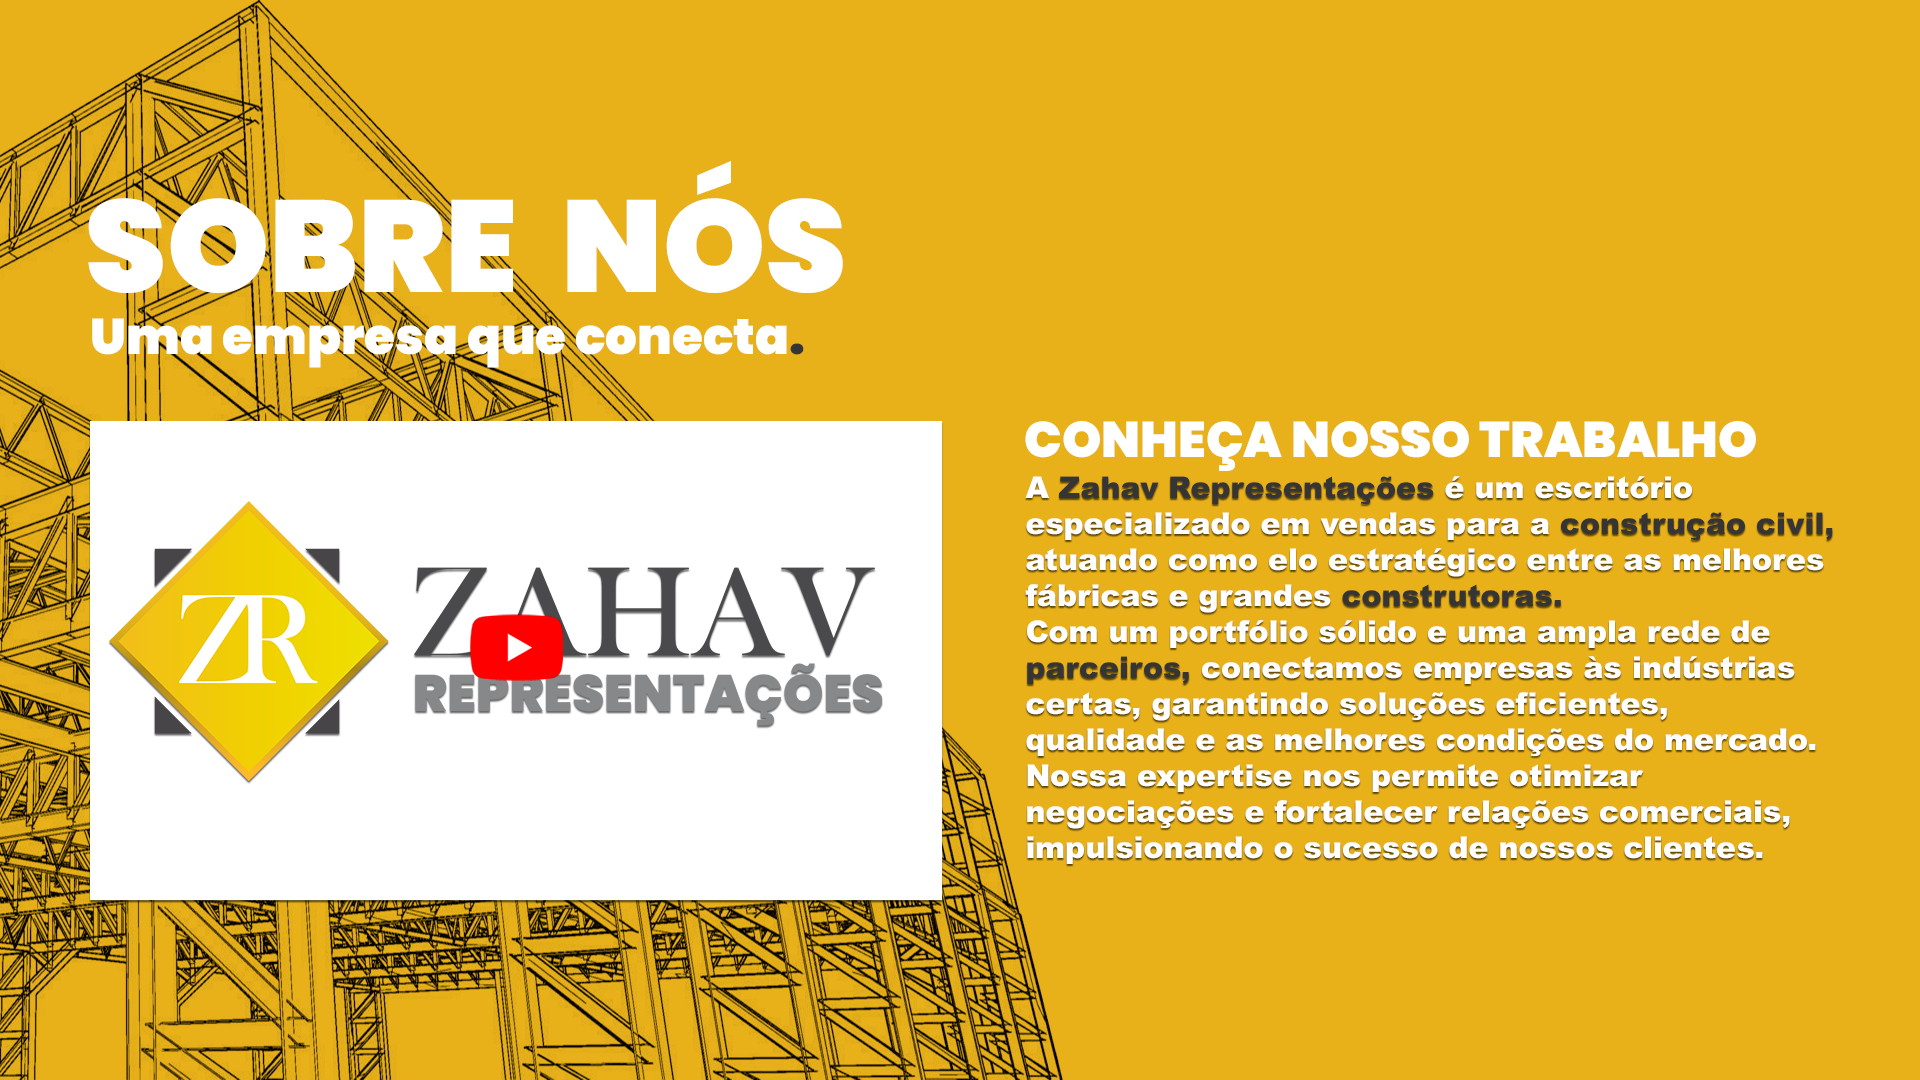 SOBRE NÓS
Uma empresa que conecta.
ZR
ZAHAV
REPRESENTAÇÕES
CONHEÇA NOSSO TRABALHO
A Zahav Representações é um escritório
especializado em vendas para a construção civil,
atuando como elo estratégico entre as melhores
fábricas e grandes construtoras.
Com um portfólio sólido e uma ampla rede de
parceiros, conectamos empresas às indústrias
certas, garantindo soluções eficientes,
qualidade e as melhores condições do mercado.
Nossa expertise nos permite otimizar
negociações e fortalecer relações comerciais,
impulsionando o sucesso de nossos clientes.